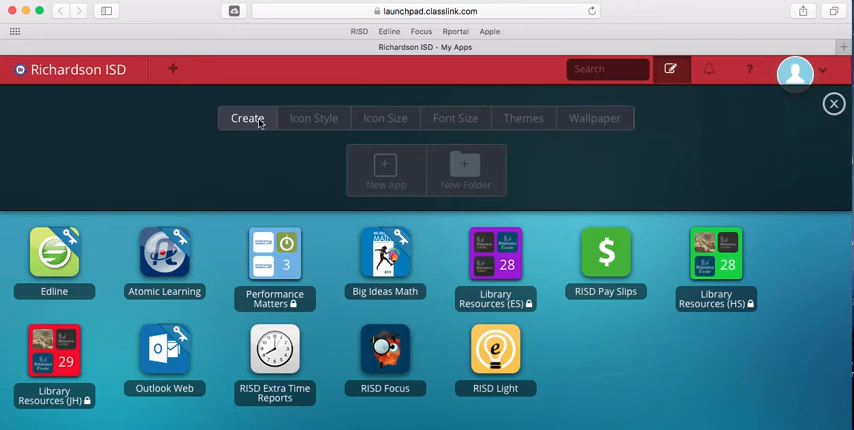 launchpad.classlink.com
RISD Edline Focus Rportal Apple
Richardson ISD - My Apps
Richardson ISD
Search
?
Create Icon Style Icon Size Font Size Themes Wallpaper
New App New Folder
3
BIG IDEAS MATH
28
$
28
Edline
Atomic Learning
Performance
Matters
Big Ideas Math
Library
Resources (ES)
RISD Pay Slips
Library
Resources (HS)
29
Library
Resources (JH)
Outlook Web
RISD Extra Time
Reports
RISD Focus
e
RISD Light